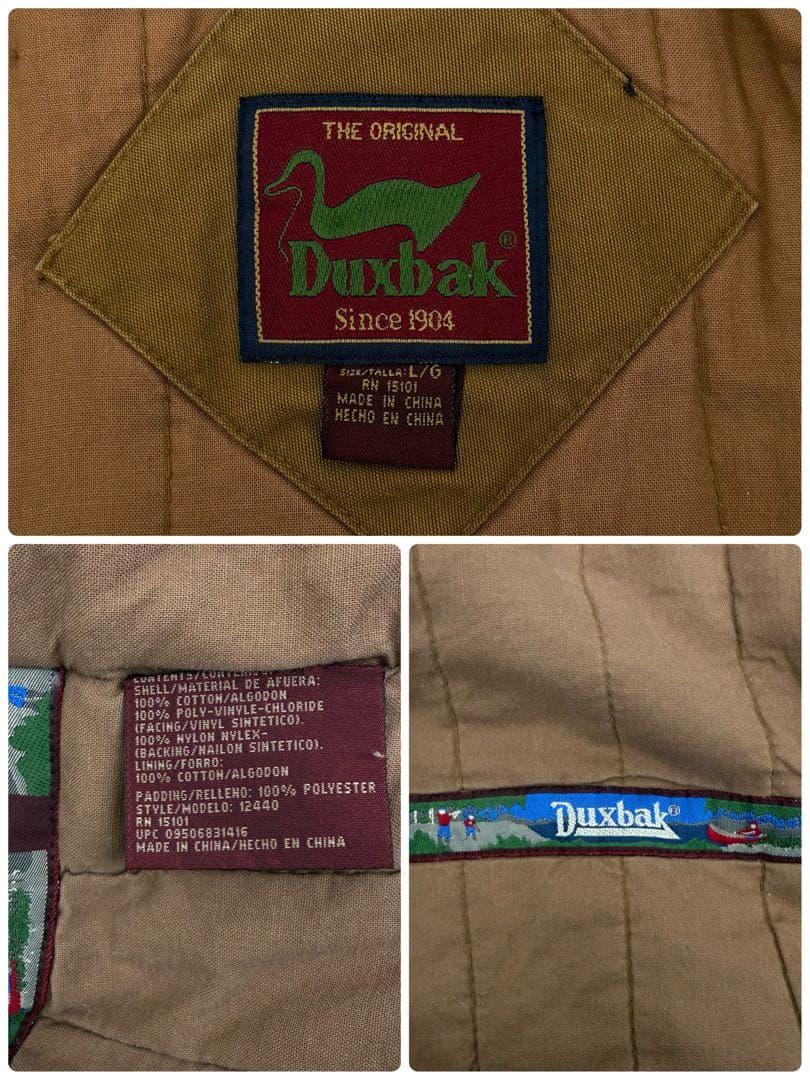 THE ORIGINAL
Duxbak®
Since 1904
SIZE/TALLA: L/G
RN 15101
MADE IN CHINA
HECHO EN CHINA
SHELL/MATERIAL DE AFUERA:
100% COTTON/ALGODON
100% POLY-VINYLE-CHLORIDE
(FACING/VINYL SINTETICO).
100% NYLON NYLEX-
(BACKING/NAILON SINTETICO).
LINING/FORRO:
100% COTTON/ALGODON
PADDING/RELLENO: 100% POLYESTER
STYLE/MODELO: 12440
RN 15101
UPC 09506831416
MADE IN CHINA/HECHO EN CHINA
Duxbak®